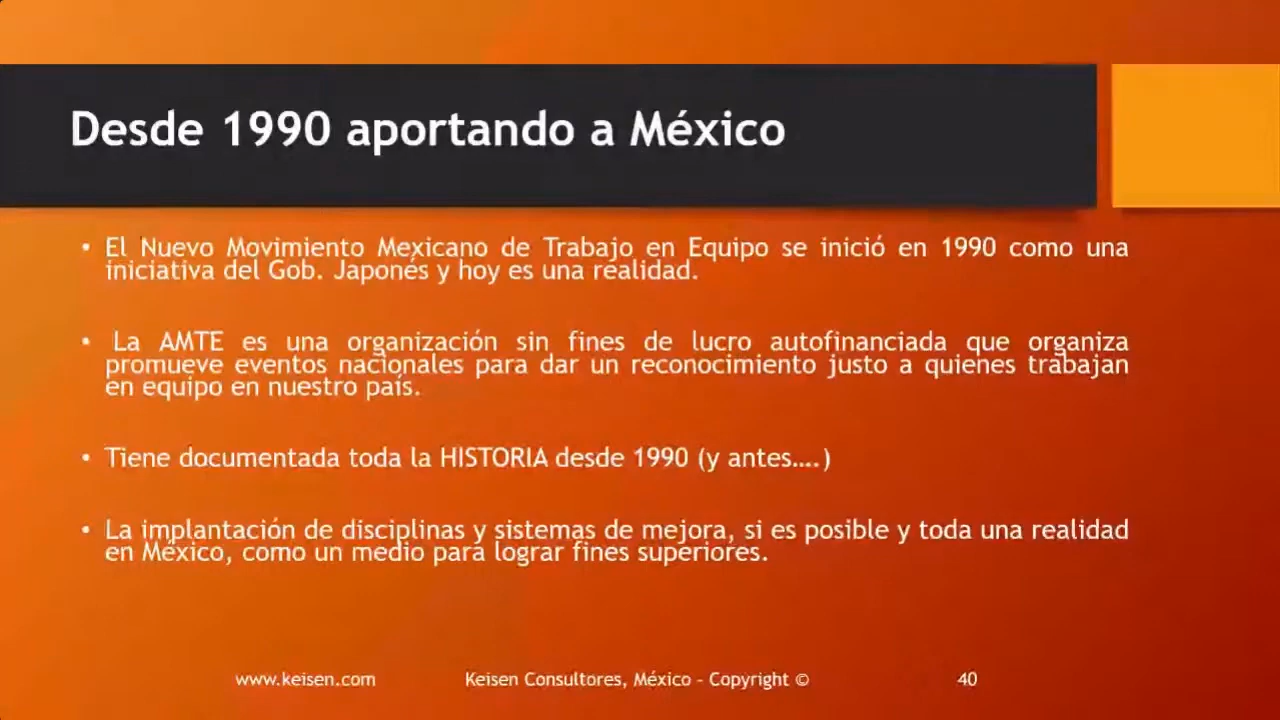 Desde 1990 aportando a México
• El Nuevo Movimiento Mexicano de Trabajo en Equipo se inició en 1990 como una
iniciativa del Gob. Japonés y hoy es una realidad.
• La AMTE es una organización sin fines de lucro autofinanciada que organiza
promueve eventos nacionales para dar un reconocimiento justo a quienes trabajan
en equipo en nuestro país.
• Tiene documentada toda la HISTORIA desde 1990 (y antes….)
• La implantación de disciplinas y sistemas de mejora, si es posible y toda una realidad
en México, como un medio para lograr fines superiores.
www.keisen.com Keisen Consultores, México - Copyright © 40